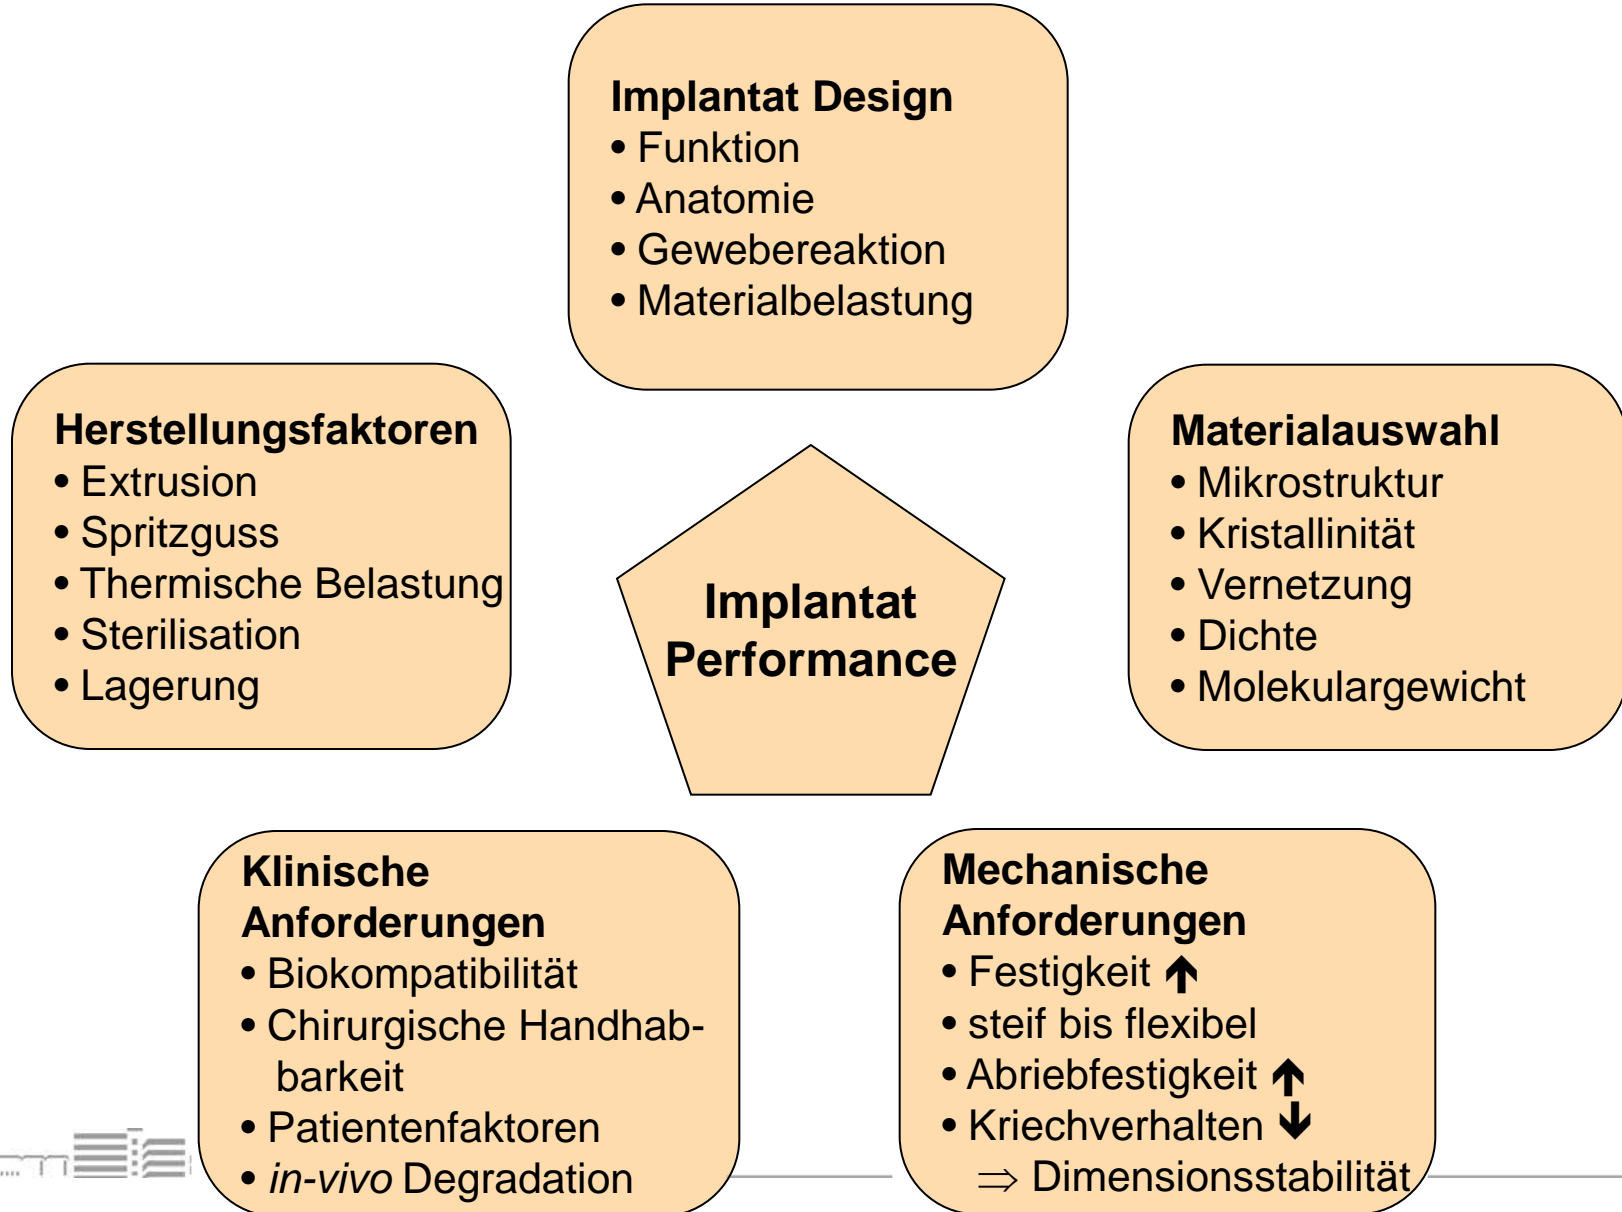 Implantat Design
• Funktion
• Anatomie
• Gewebereaktion
• Materialbelastung
Herstellungsfaktoren
• Extrusion
• Spritzguss
• Thermische Belastung
• Sterilisation
• Lagerung
Materialauswahl
• Mikrostruktur
• Kristallinität
• Vernetzung
• Dichte
• Molekulargewicht
Implantat
Performance
Klinische
Anforderungen
• Biokompatibilität
• Chirurgische Handhab-
barkeit
• Patientenfaktoren
• in-vivo Degradation
Mechanische
Anforderungen
• Festigkeit 🡹
• steif bis flexibel
• Abriebfestigkeit 🡹
• Kriechverhalten 🡻
⇒ Dimensionsstabilität